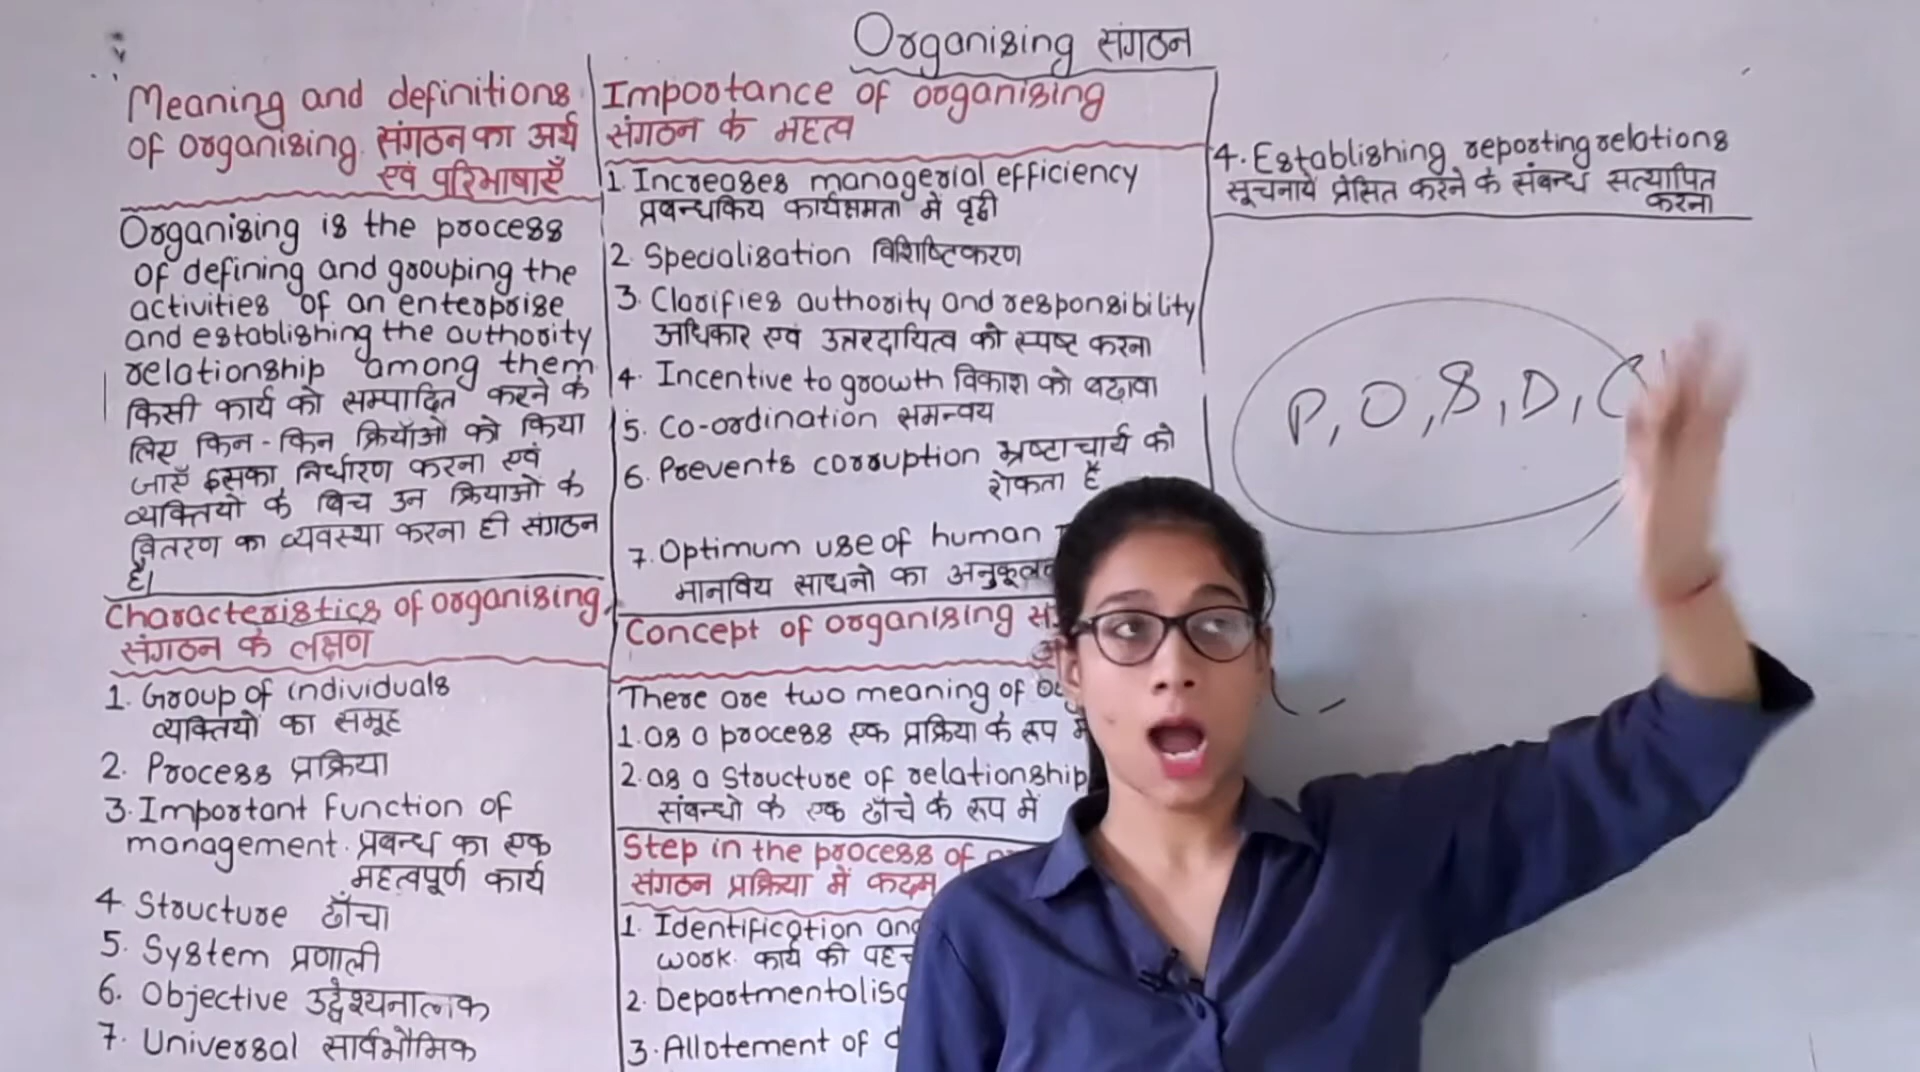 Organising संगठन
Meaning and definitions
of organising. संगठन का अर्थ
एवं परिभाषाएँ
Organising is the process
of defining and grouping the
activities of an enterprise
and establishing the authority
relationship among them
किसी कार्य को सम्पादित करने के
लिए किन-किन क्रियाँओ को किया
जाएँ इसका निर्धारण करना एवं
व्यक्तियो के बिच उन क्रियाओ के
वितरण का व्यवस्था करना ही संगठन
है।
Characteristics of organising
संगठन के लक्षण
1. Group of individuals
व्यक्तियों का समूह
2. Process प्रक्रिया
3. Important function of
management. प्रबन्ध का एक
महत्वपूर्ण कार्य
4. Structure ढाँचा
5. System प्रणाली
6. Objective उद्देश्यनात्मक
7. Universal सार्वभौमिक
Importance of organising
संगठन के महत्व
1. Increases managerial efficiency
प्रबन्धकिय कार्यक्षमता में वृद्दी
2. Specialisation विशिष्टिकरण
3. Clarifies authority and responsibility
अधिकार एवं उत्तरदायित्व को स्पष्ट करना
4. Incentive to growth विकाश को बढ़ावा
5. Co-ordination समन्वय
6. Prevents corruption भ्रष्टाचार्य को
रोकता है
7. Optimum use of human
मानविय साधनो का
Concept of organising
There are two meaning of
1. as a process एक प्रक्रिया के रूप में
2. as a structure of relationship
संबन्धो के एक ढाँचे के रूप में
Step in the process of
संगठन प्रक्रिया में कदम
1. Identification and
work. कार्य की
2.
3. Allotement of
4. Establishing reporting relations
सूचनायें प्रेसित करने के संबन्ध सत्यापित
करना
P, O, S, D, C